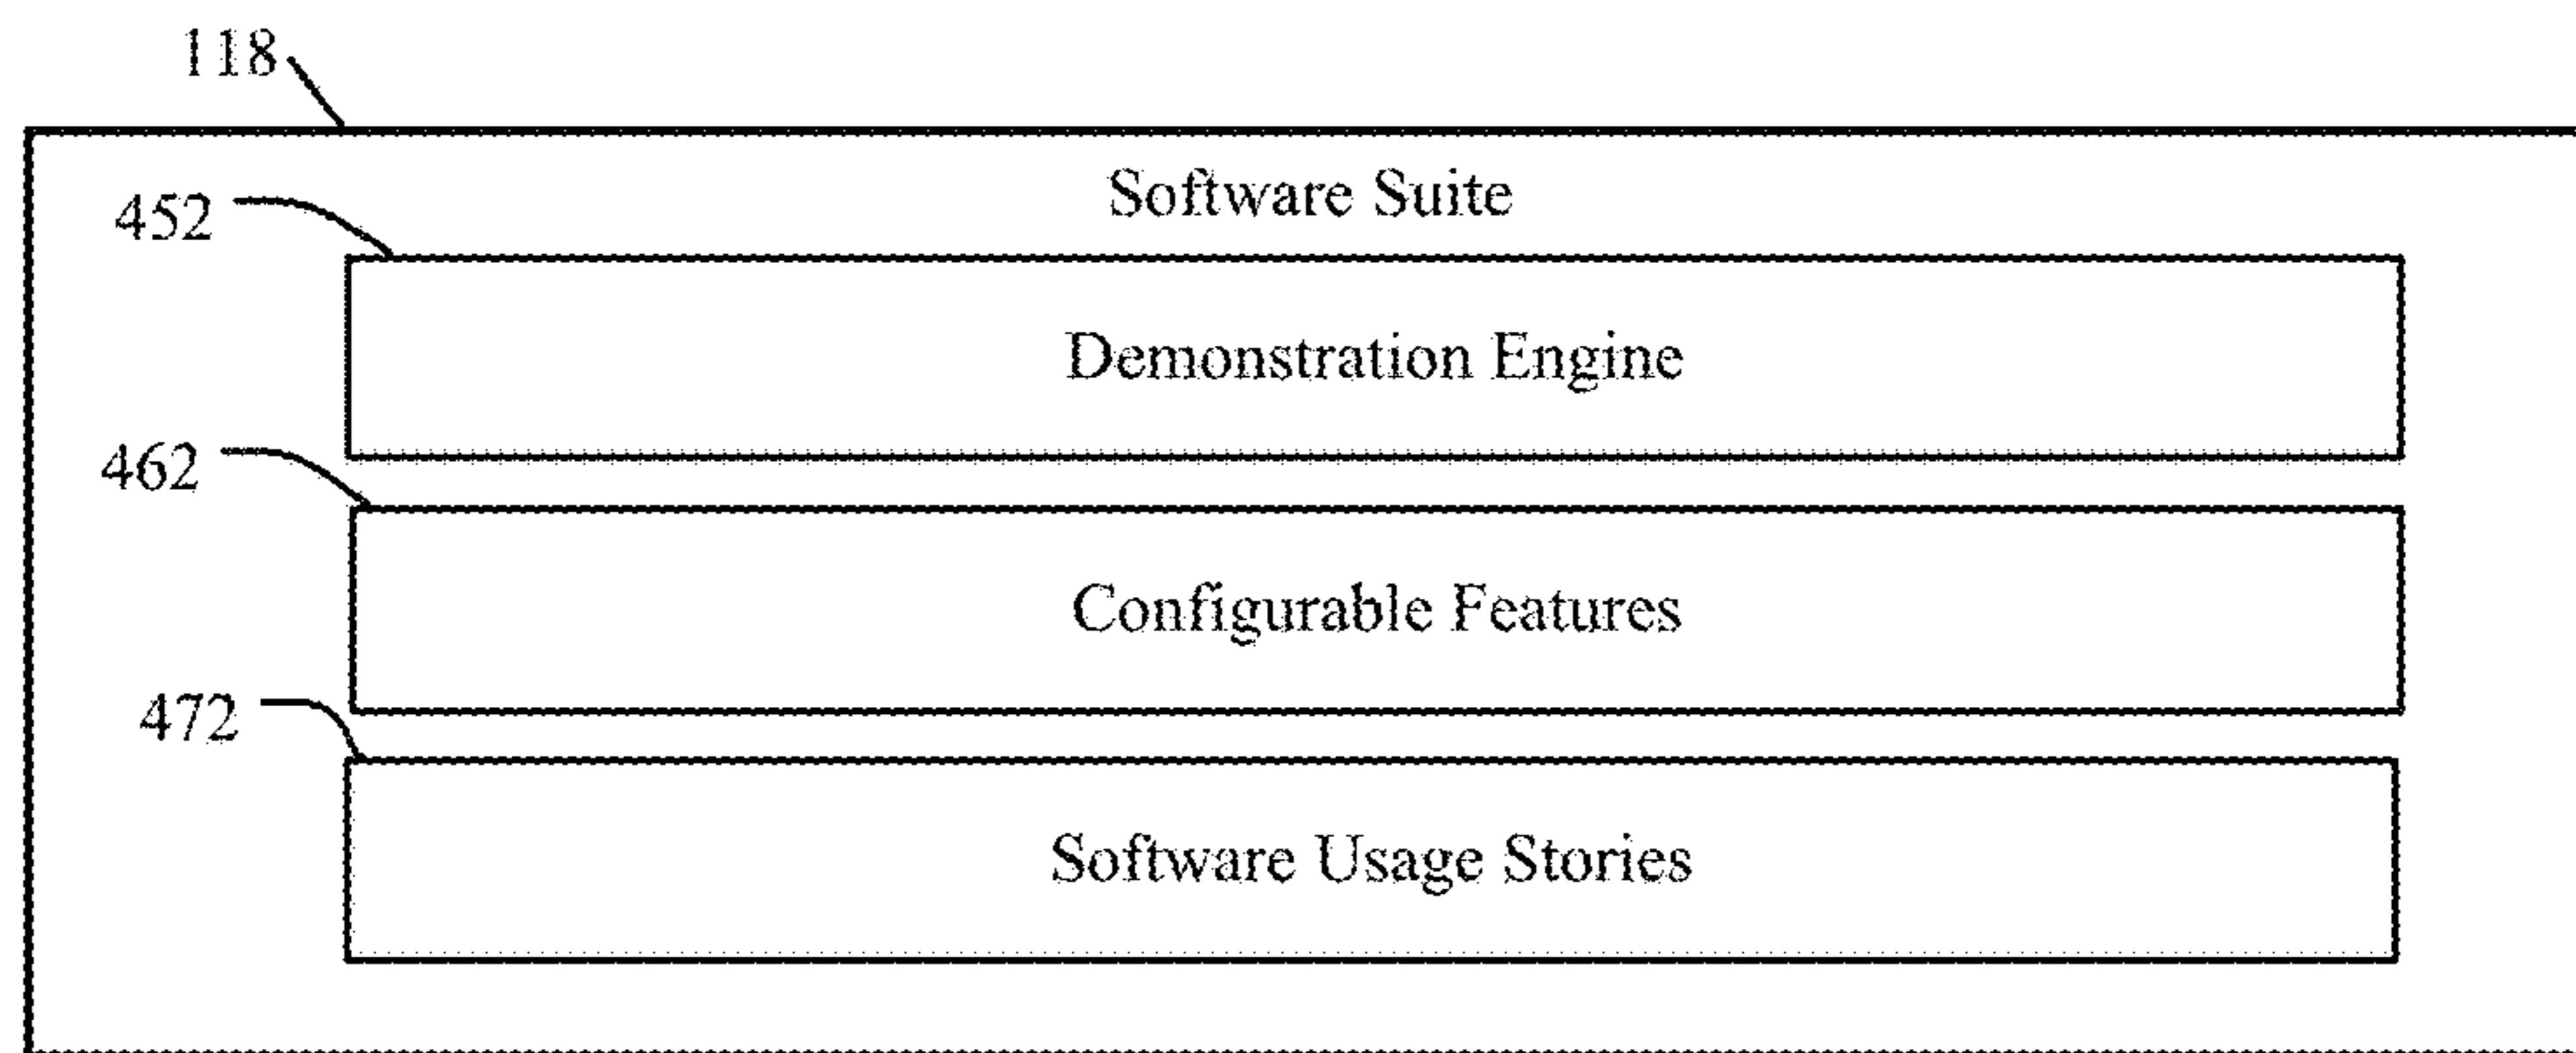 118
Software Suite
452
Demonstration Engine
462
Configurable Features
472
Software Usage Stories